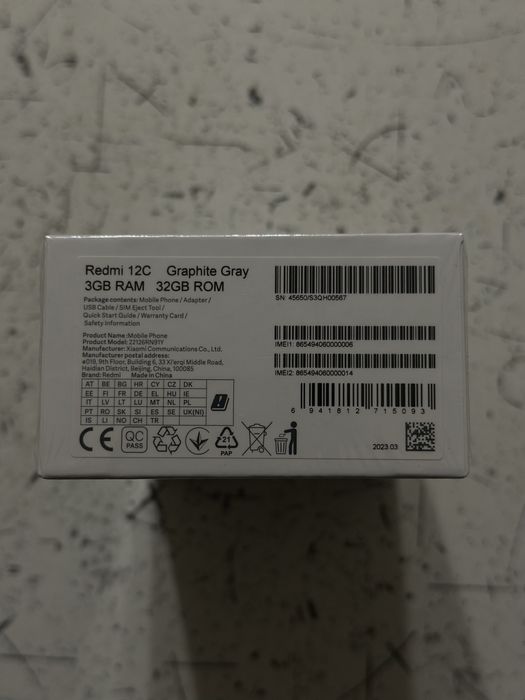 Redmi 12C Graphite Gray
3GB RAM 32GB ROM
Package contents: Mobile Phone / Adapter /
USB Cable / SIM Eject Tool /
Quick Start Guide / Warranty Card /
Safety Information
Product Name:Mobile Phone
Product Model: 22126RN91Y
Manufacturer: Xiaomi Communications Co., Ltd.
Manufacturer postal address:
#019, 9th Floor, Building 6, 33 Xi'erqi Middle Road,
Haidian District, Beijing, China, 100085
Brand: Redmi Made in China
AT BE BG HR CY CZ DK
EE FI FR DE EL HU IE
IT LV LT LU MT NL PL
PT RO SK SI ES SE UK(NI)
IS LI NO CH TR
CE
QC
PASS
21
PAP
SN: 45650/S3QH00567
IMEI1: 865494060000006
IMEI2: 865494060000014
6 941812 715093
2023.03